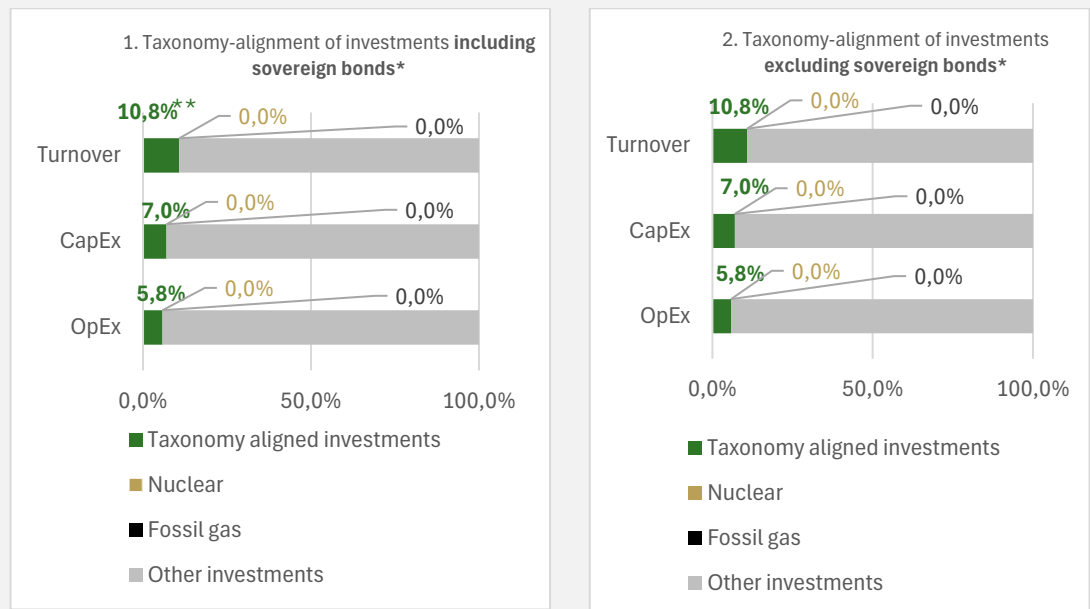 1. Taxonomy-alignment of investments including
sovereign bonds*
10,8%**
0,0%
0,0%
Turnover
7,0%
0,0%
0,0%
CapEx
5,8%
0,0%
0,0%
OpEx
0,0%
50,0%
100,0%
Taxonomy aligned investments
Nuclear
Fossil gas
Other investments
2. Taxonomy-alignment of investments
excluding sovereign bonds*
10,8%
0,0%
0,0%
Turnover
7,0%
0,0%
0,0%
CapEx
5,8%
0,0%
0,0%
OpEx
0,0%
50,0%
100,0%
Taxonomy aligned investments
Nuclear
Fossil gas
Other investments